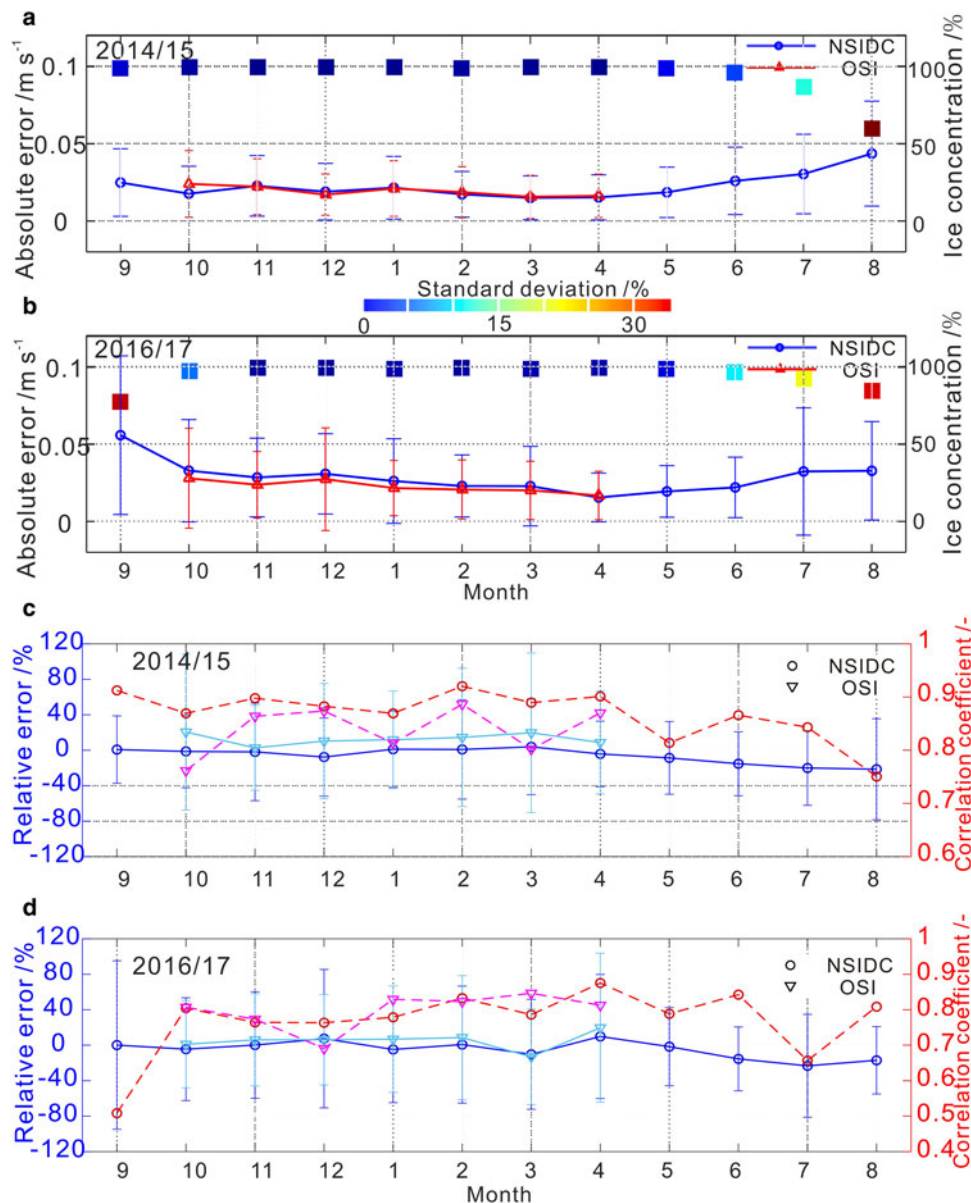 a
2014/15
NSIDC
OSI
0.1
0.05
0
Absolute error /m s⁻¹
100
50
0
Ice concentration /%
9 10 11 12 1 2 3 4 5 6 7 8
Standard deviation /%
0 15 30
b
2016/17
NSIDC
OSI
0.1
0.05
0
Absolute error /m s⁻¹
100
50
0
Ice concentration /%
9 10 11 12 1 2 3 4 5 6 7 8
Month
c
2014/15
NSIDC
OSI
120
80
40
0
-40
-80
-120
Relative error /%
1
0.9
0.8
0.7
0.6
Correlation coefficient /-
9 10 11 12 1 2 3 4 5 6 7 8
d
2016/17
NSIDC
OSI
120
80
40
0
-40
-80
-120
Relative error /%
1
0.9
0.8
0.7
0.6
0.5
0.4
Correlation coefficient /-
9 10 11 12 1 2 3 4 5 6 7 8
Month